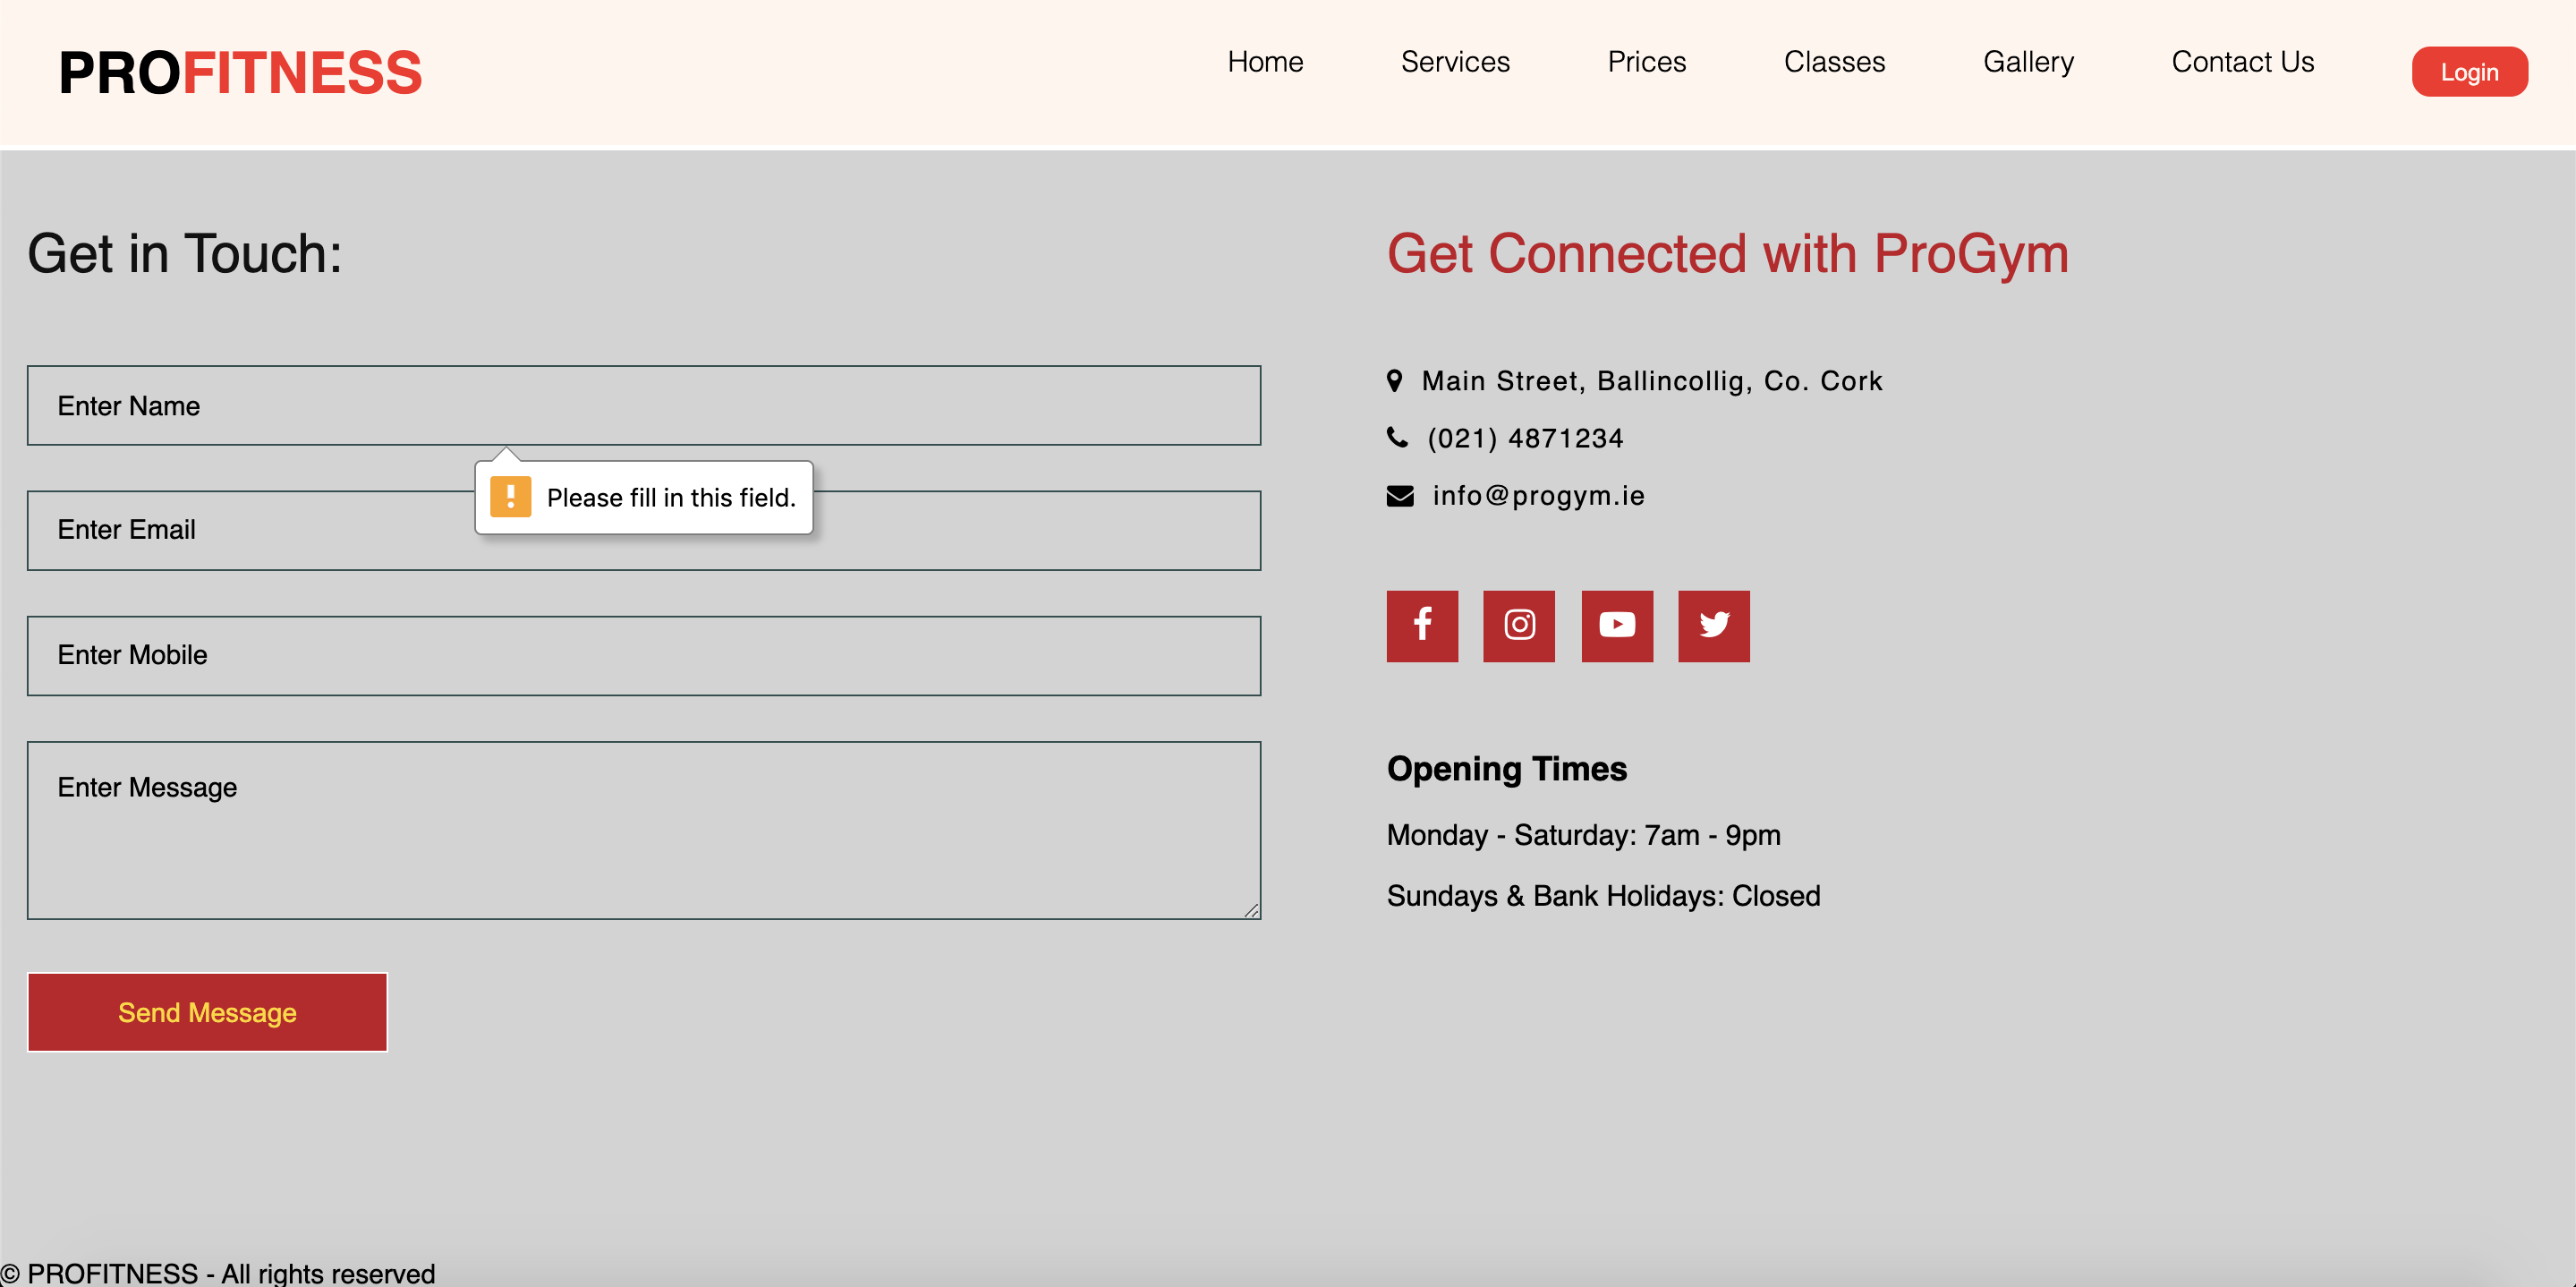 PROFITNESS
Home Services Prices Classes Gallery Contact Us Login
Get in Touch:
Enter Name
Please fill in this field.
Enter Email
Enter Mobile
Enter Message
Send Message
Get Connected with ProGym
Main Street, Ballincollig, Co. Cork
(021) 4871234
info@progym.ie
Opening Times
Monday - Saturday: 7am - 9pm
Sundays & Bank Holidays: Closed
© PROFITNESS - All rights reserved